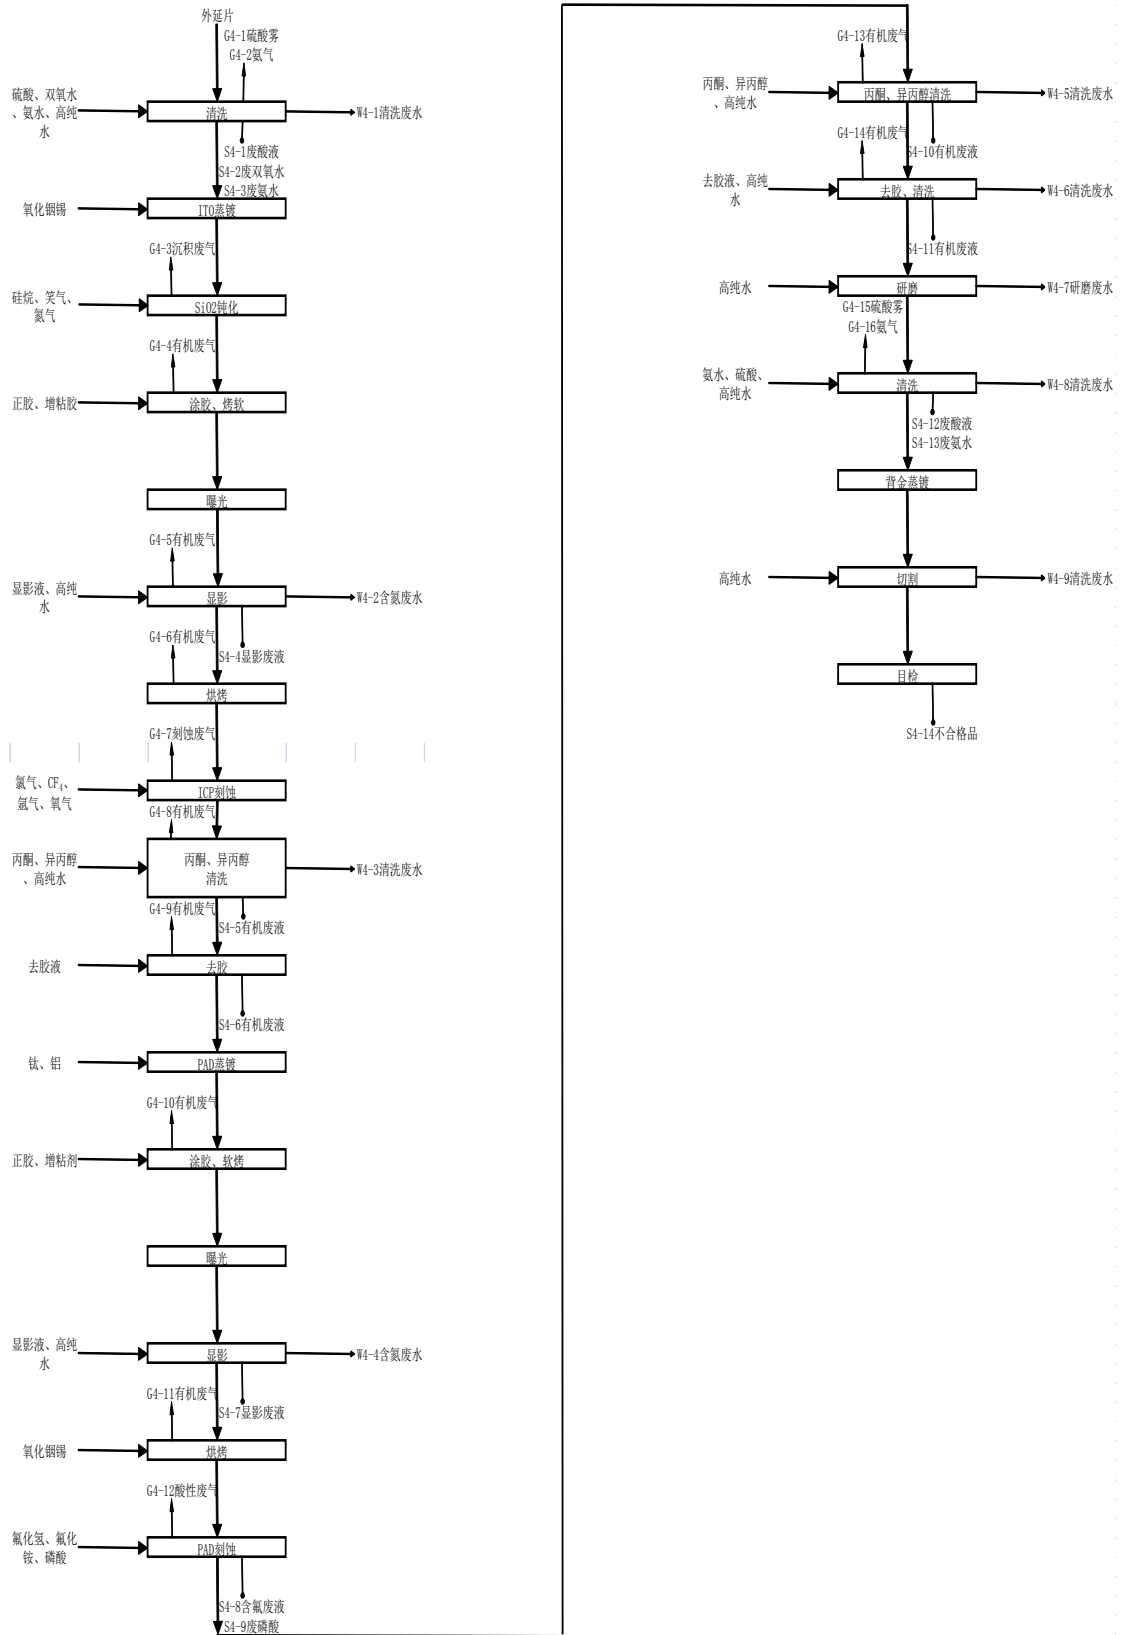 外延片
G4-1硫酸雾
G4-2氨气
硫酸、双氧水
、氨水、高纯
水
清洗
W4-1清洗废水
S4-1废酸液
S4-2废双氧水
S4-3废氨水
氧化铟锡
ITO蒸镀
G4-3沉积废气
硅烷、笑气、
氮气
SiO2钝化
G4-4有机废气
正胶、增粘胶
涂胶、烤软
曝光
G4-5有机废气
显影液、高纯
水
显影
W4-2含氮废水
G4-6有机废气
S4-4显影废液
烘烤
G4-7刻蚀废气
氯气、CF₄、
氩气、氧气
ICP刻蚀
G4-8有机废气
丙酮、异丙醇
、高纯水
丙酮、异丙醇
清洗
W4-3清洗废水
G4-9有机废气
S4-5有机废液
去胶液
去胶
S4-6有机废液
钛、铝
PAD蒸镀
G4-10有机废气
正胶、增粘剂
涂胶、软烤
曝光
显影液、高纯
水
显影
W4-4含氮废水
G4-11有机废气
S4-7显影废液
氧化铟锡
烘烤
G4-12酸性废气
氟化氢、氟化
铵、磷酸
PAD刻蚀
S4-8含氟废液
S4-9废磷酸
G4-13有机废气
丙酮、异丙醇
、高纯水
丙酮、异丙醇清洗
W4-5清洗废水
G4-14有机废气
S4-10有机废液
去胶液、高纯
水
去胶、清洗
W4-6清洗废水
S4-11有机废液
高纯水
研磨
W4-7研磨废水
G4-15硫酸雾
G4-16氨气
氨水、硫酸、
高纯水
清洗
W4-8清洗废水
S4-12废酸液
S4-13废氨水
背金蒸镀
高纯水
切割
W4-9清洗废水
目检
S4-14不合格品